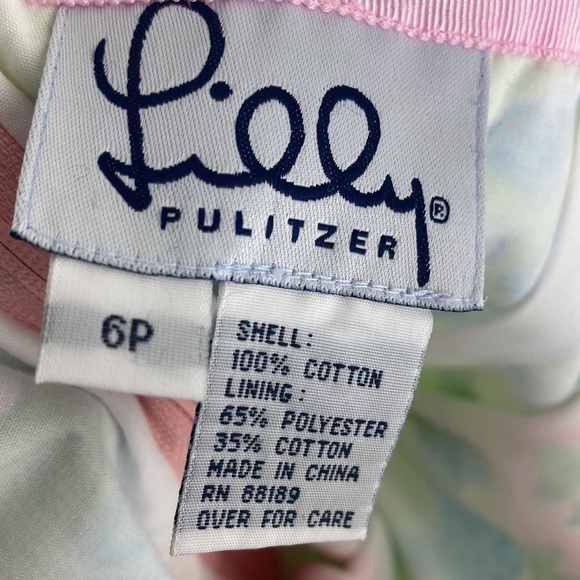 Lilly®
PULITZER
6P
SHELL:
100% COTTON
LINING:
65% POLYESTER
35% COTTON
MADE IN CHINA
RN 88189
OVER FOR CARE